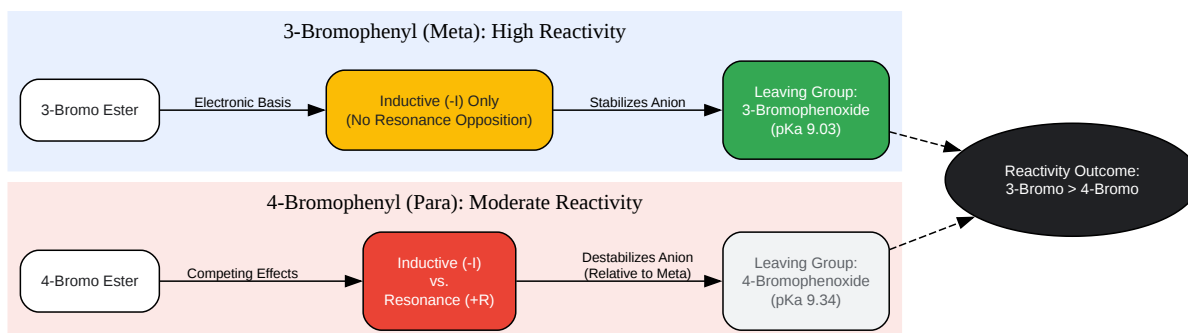 3-Bromophenyl (Meta): High Reactivity
3-Bromo Ester
Electronic Basis
Inductive (-I) Only
(No Resonance Opposition)
Stabilizes Anion
Leaving Group:
3-Bromophenoxide
(pKa 9.03)
Reactivity Outcome:
3-Bromo > 4-Bromo
4-Bromophenyl (Para): Moderate Reactivity
4-Bromo Ester
Competing Effects
Inductive (-I)
vs.
Resonance (+R)
Destabilizes Anion
(Relative to Meta)
Leaving Group:
4-Bromophenoxide
(pKa 9.34)